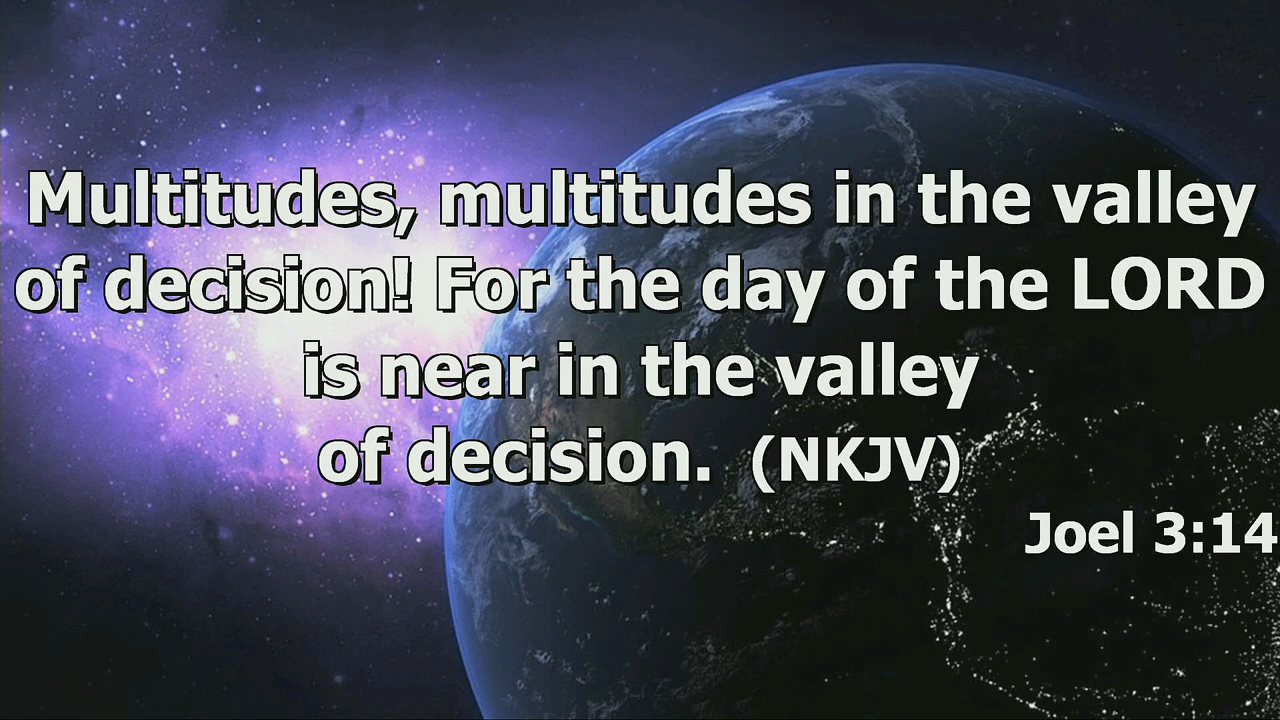 Multitudes, multitudes in the valley
of decision! For the day of the LORD
is near in the valley
of decision. (NKJV)
Joel 3:14